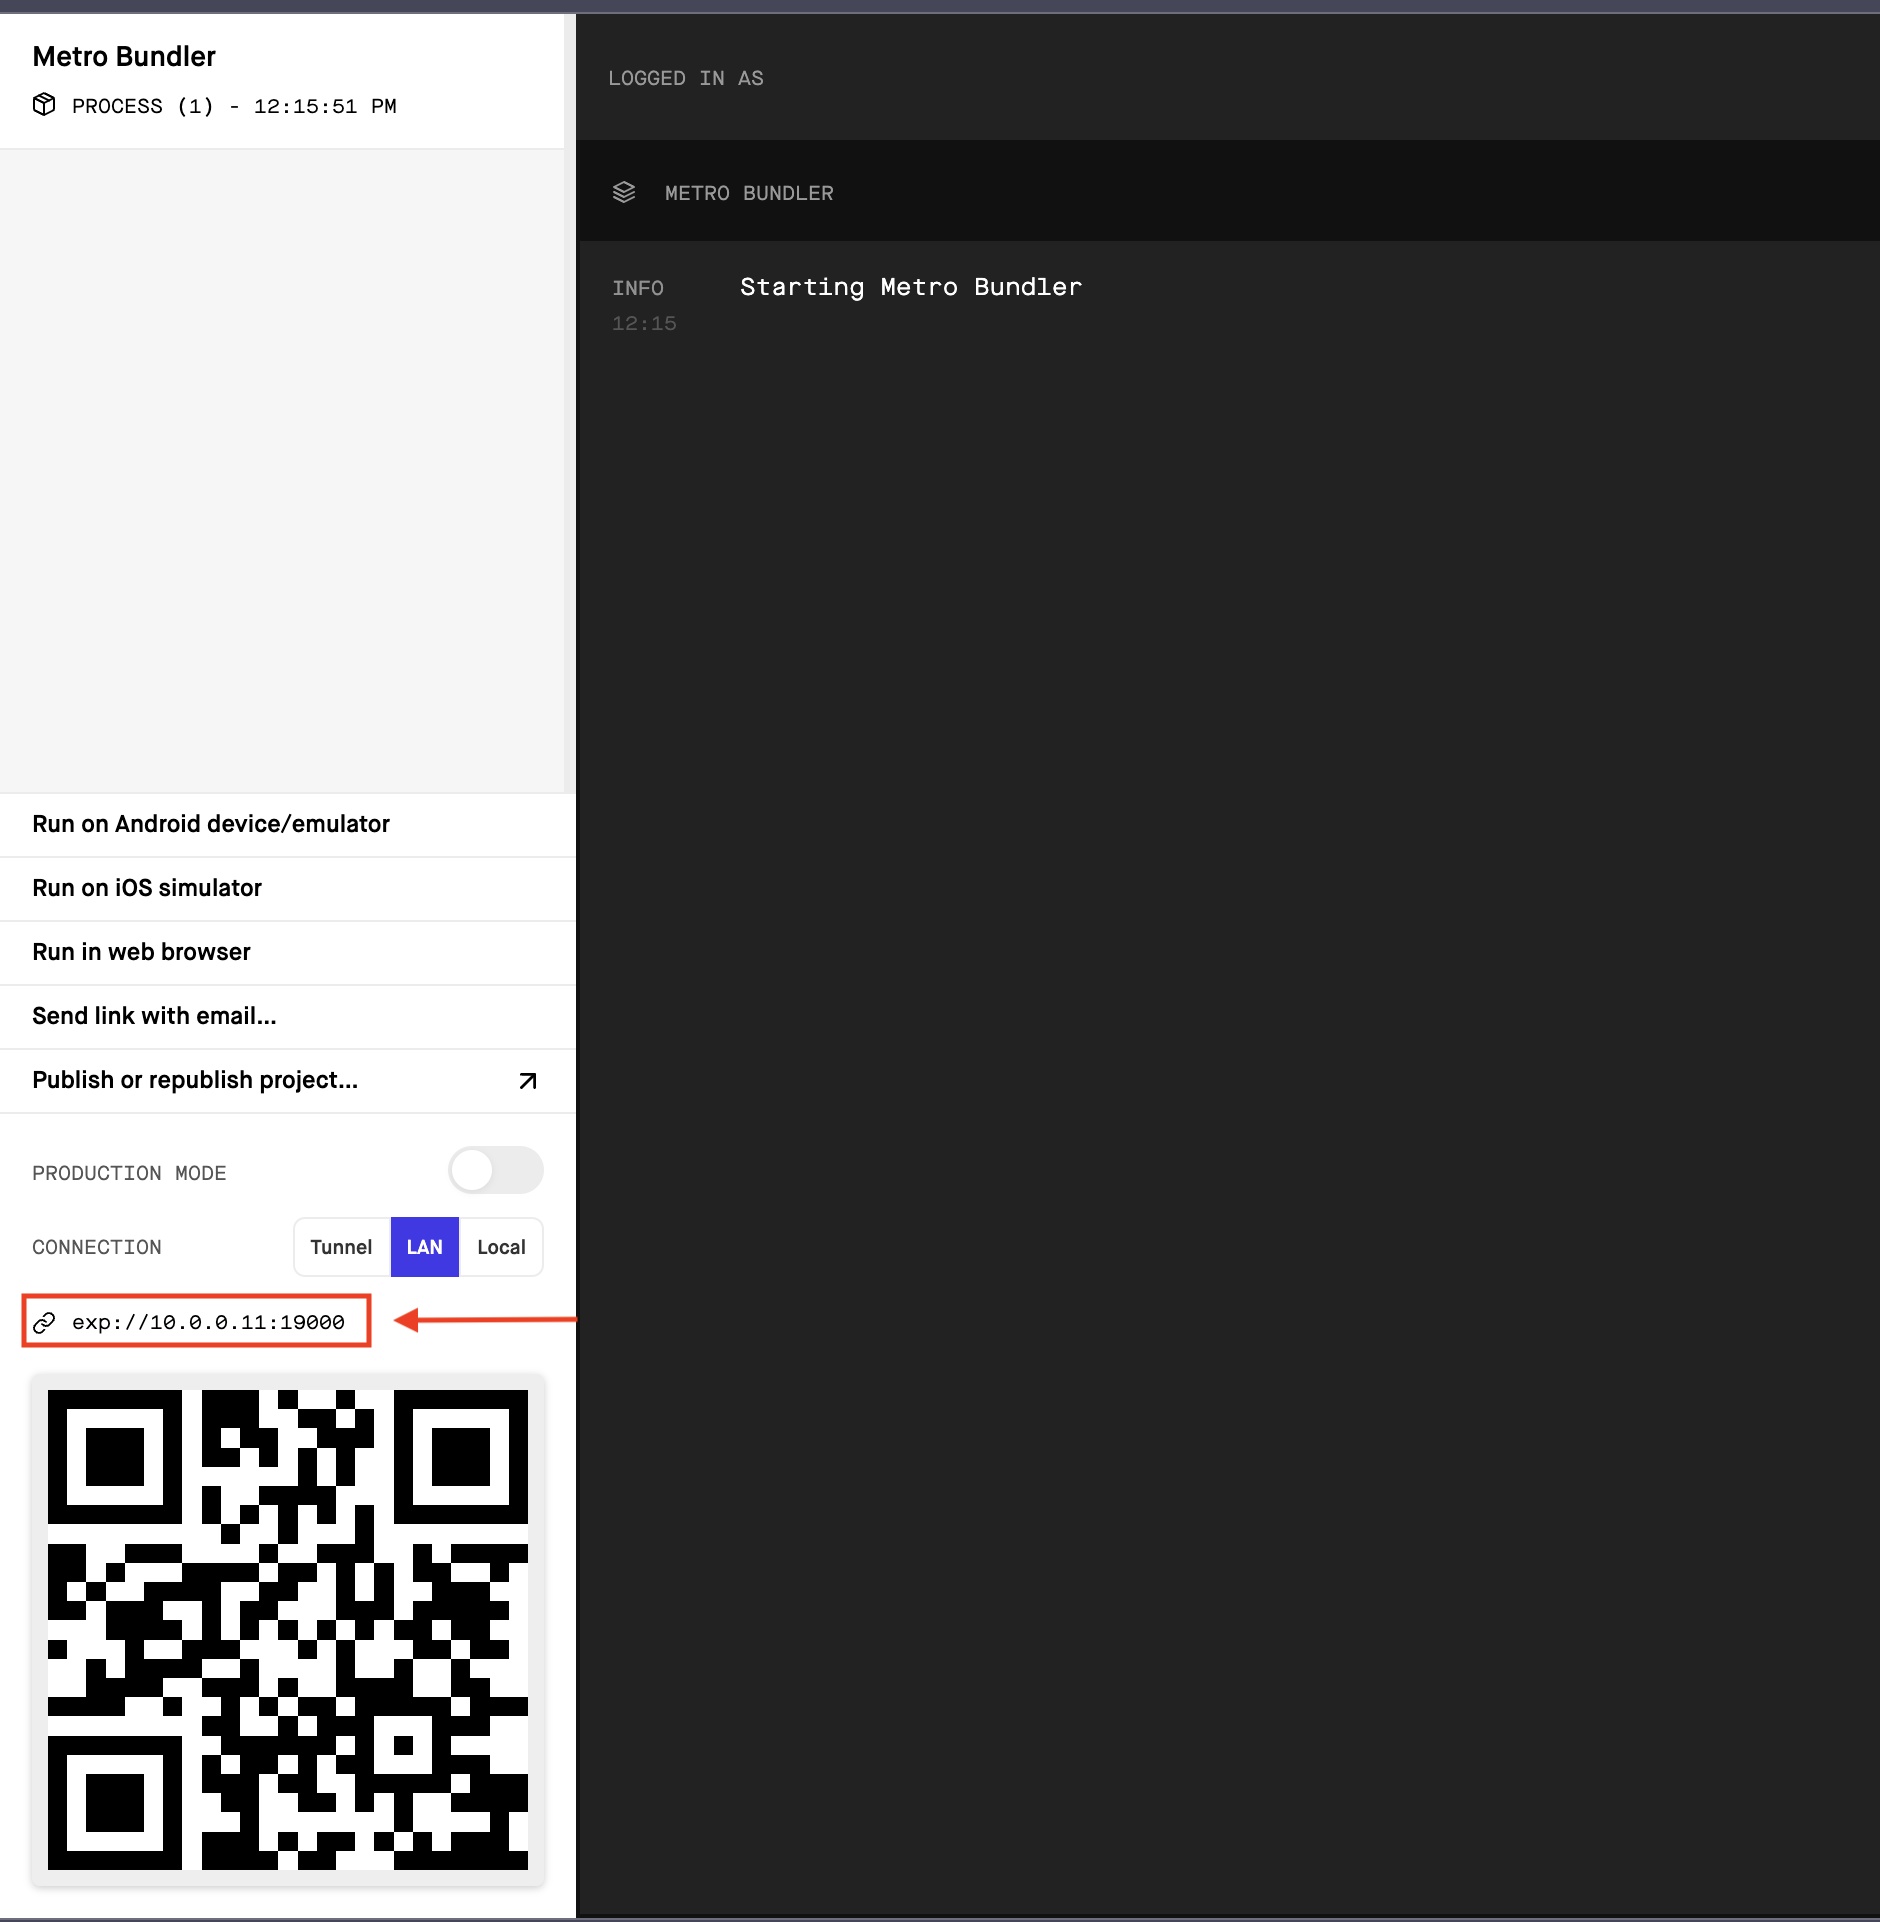 Metro Bundler
PROCESS (1) - 12:15:51 PM
LOGGED IN AS
METRO BUNDLER
INFO
Starting Metro Bundler
12:15
Run on Android device/emulator
Run on iOS simulator
Run in web browser
Send link with email...
Publish or republish project...
PRODUCTION MODE
CONNECTION
Tunnel
LAN
Local
exp://10.0.0.11:19000